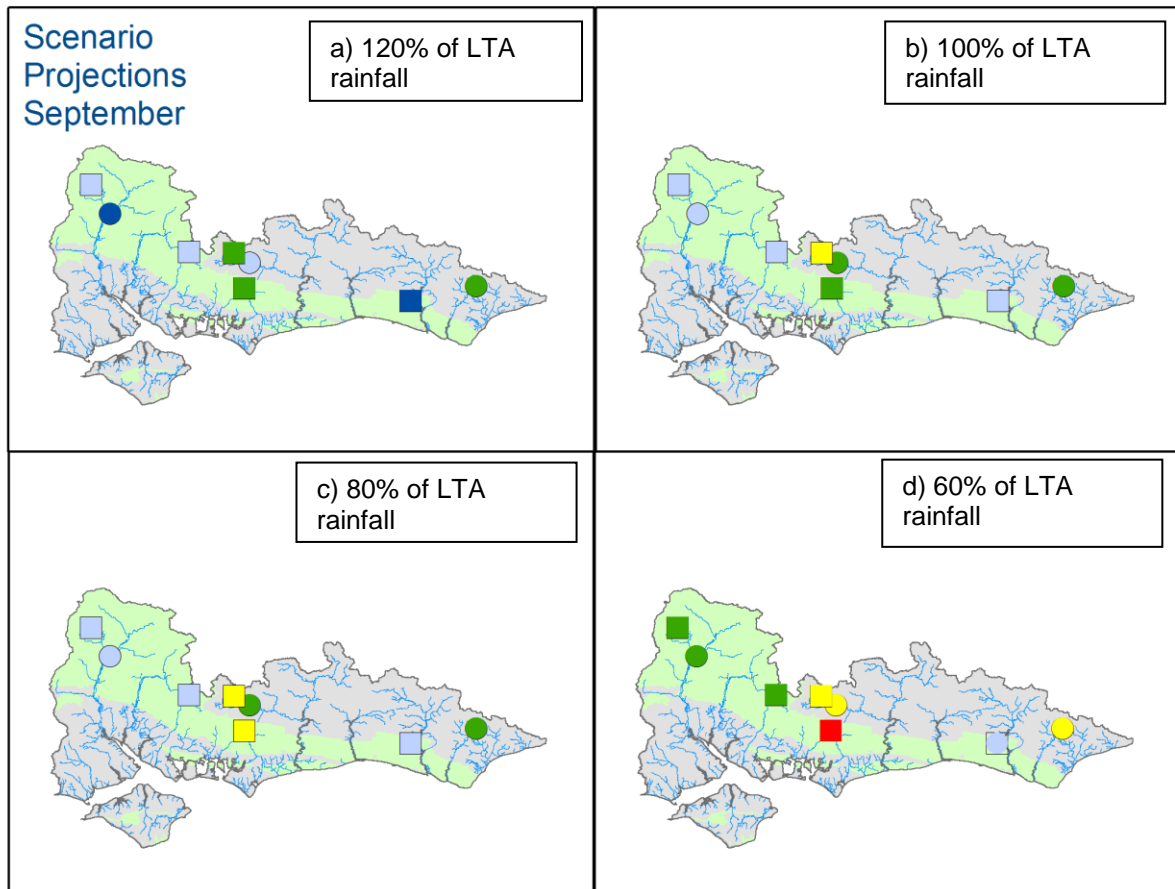 Scenario
Projections
September
a) 120% of LTA
rainfall
b) 100% of LTA
rainfall
c) 80% of LTA
rainfall
d) 60% of LTA
rainfall